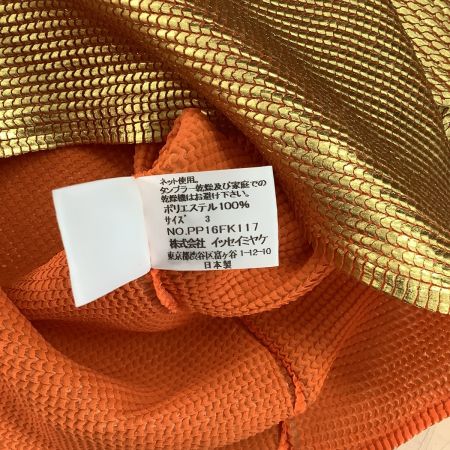 ネット使用。
タンブラー乾燥及び家庭での
乾燥機はお避け下さい。
ポリエステル100%
サイズ 3
NO.PP16FK117
株式会社 イッセイミヤケ
東京都渋谷区富ヶ谷 1-12-10
日本製